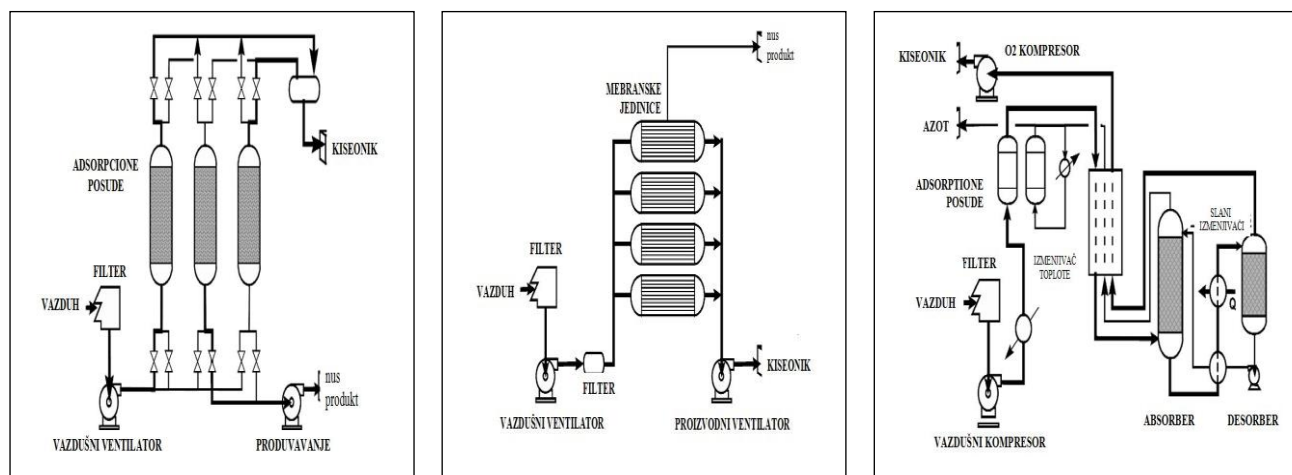 ADSORPCIONE
POSUDE
FILTER
VAZDUH
KISEONIK
nus
produkt
VAZDUŠNI VENTILATOR
PRODUVAVANJE
nus
produkt
MEBRANSKE
JEDINICE
FILTER
VAZDUH
FILTER
KISEONIK
VAZDUŠNI VENTILATOR
PROIZVODNI VENTILATOR
O2 KOMPRESOR
KISEONIK
AZOT
ADSORPTIONE
POSUDE
SLANI
IZMENJIVAČI
IZMENJIVAČ
TOPLOTE
FILTER
VAZDUH
Q
ABSORBER
DESORBER
VAZDUŠNI KOMPRESOR